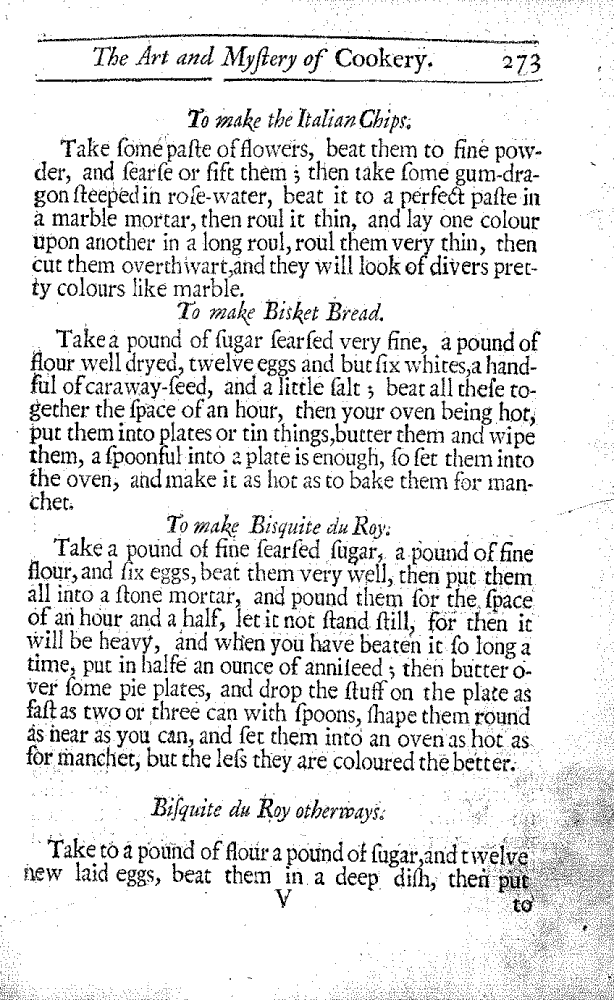 The Art and Myſtery of Cookery. 273
To make the Italian Chips.
Take ſome paſte of flowers, beat them to fine pow-
der, and ſearſe or ſift them ; then take ſome gum-dra-
gon ſteeped in roſe-water, beat it to a perfect paſte in
a marble mortar, then roul it thin, and lay one colour
upon another in a long roul, roul them very thin, then
cut them overthwart,and they will look of divers pret-
ty colours like marble.
To make Bisket Bread.
Take a pound of ſugar ſearſed very fine, a pound of
flour well dryed, twelve eggs and but ſix whites,a hand-
ful of caraway-ſeed, and a little ſalt ; beat all theſe to-
gether the ſpace of an hour, then your oven being hot,
put them into plates or tin things,butter them and wipe
them, a ſpoonful into a plate is enough, ſo ſet them into
the oven, and make it as hot as to bake them for man-
chet.
To make Bisquite du Roy.
Take a pound of fine ſearſed ſugar, a pound of fine
flour,and ſix eggs, beat them very well, then put them
all into a ſtone mortar, and pound them for the ſpace
of an hour and a half, let it not ſtand ſtill, for then it
will be heavy, and when you have beaten it ſo long a
time, put in halfe an ounce of anniſeed ; then butter o-
ver ſome pie plates, and drop the ſtuff on the plate as
faſt as two or three can with ſpoons, ſhape them round
as near as you can, and ſet them into an oven as hot as
for manchet, but the leſs they are coloured the better.
Biſquite du Roy otherways.
Take to a pound of flour a pound of ſugar,and twelve
new laid eggs, beat them in a deep diſh, then put
V to